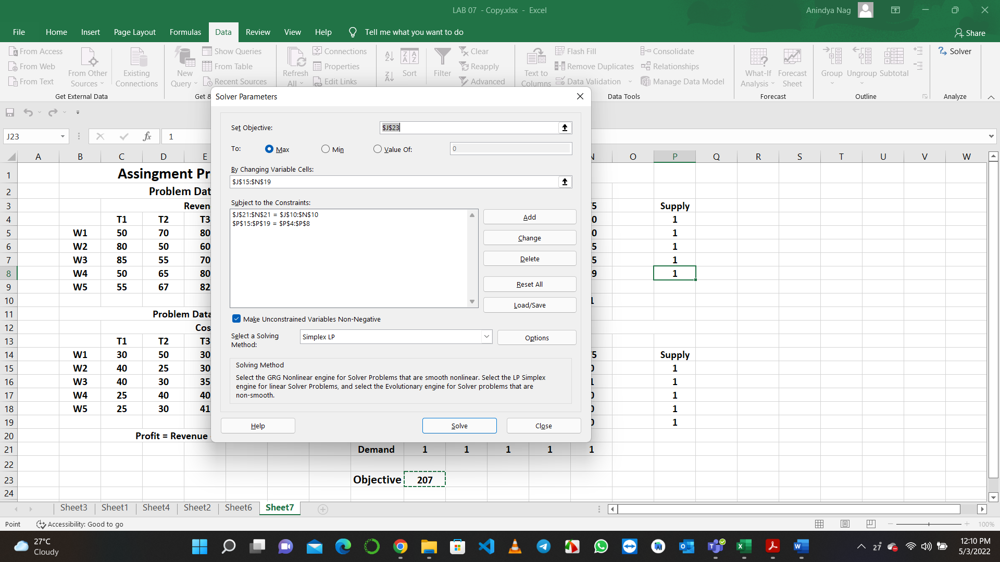 LAB 07 - Copy.xlsx - Excel
Anindya Nag
File Home Insert Page Layout Formulas Data Review View Help Tell me what you want to do
Share
From Access
From Web
From Text
From Other Sources
Existing Connections
Get External Data
New Query
Show Queries
From Table
Recent Sources
Get &
Refresh All
Connections
Properties
Edit Links
Sort
Filter
Clear
Reapply
Advanced
Text to Columns
Flash Fill
Remove Duplicates
Data Validation
Consolidate
Relationships
Manage Data Model
Data Tools
What-If Analysis
Forecast Sheet
Forecast
Group
Ungroup
Subtotal
Outline
Solver
Analyze
J23
fx
1
Solver Parameters
Set Objective:
$J$23
To:
Max
Min
Value Of:
0
By Changing Variable Cells:
$J$15:$N$19
Subject to the Constraints:
$J$21:$N$21 = $J$10:$N$10
$P$15:$P$19 = $P$4:$P$8
Add
Change
Delete
Reset All
Load/Save
Make Unconstrained Variables Non-Negative
Select a Solving Method:
Simplex LP
Options
Solving Method
Select the GRG Nonlinear engine for Solver Problems that are smooth nonlinear. Select the LP Simplex
engine for linear Solver Problems, and select the Evolutionary engine for Solver problems that are
non-smooth.
Help
Solve
Close
A B C D E N O P Q R S T U V W
1 Assingment Pr
2 Problem Dat
3 Reven 5 Supply
4 T1 T2 T3 0 1
5 W1 50 70 80 0 1
6 W2 80 50 60 5 1
7 W3 85 55 70 5 1
8 W4 50 65 80 9 1
9 W5 55 67 82
10 1
11 Problem Data
12 Cos
13 T1 T2 T3
14 W1 30 50 30 5 Supply
15 W2 40 25 30 0 1
16 W3 40 30 35 1 1
17 W4 25 40 40 0 1
18 W5 25 30 41 0 1
19 0 1
20 Profit = Revenue
21 Demand 1 1 1 1 1
22
23 Objective 207
24
Sheet3 Sheet1 Sheet4 Sheet2 Sheet6 Sheet7
Point
Accessibility: Good to go
100%
27°C
Cloudy
27
12:10 PM
5/3/2022